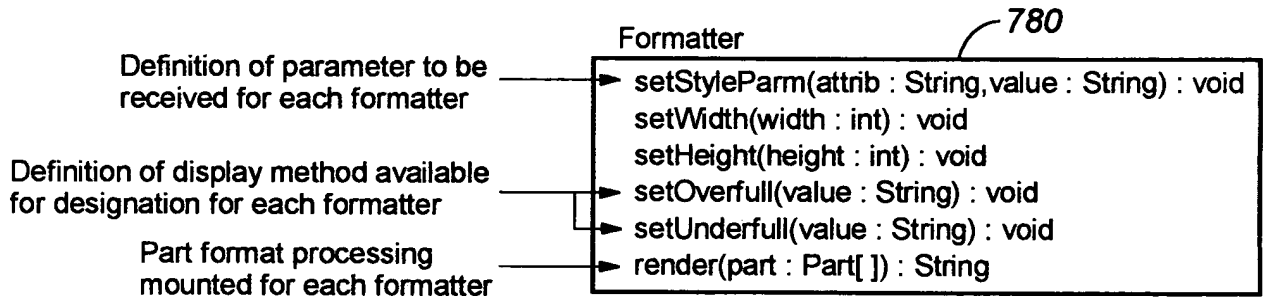 780
Formatter
Definition of parameter to be
received for each formatter
setStyleParm(attrib : String,value : String) : void
setWidth(width : int) : void
setHeight(height : int) : void
Definition of display method available
for designation for each formatter
setOverfull(value : String) : void
setUnderfull(value : String) : void
Part format processing
mounted for each formatter
render(part : Part[ ]) : String